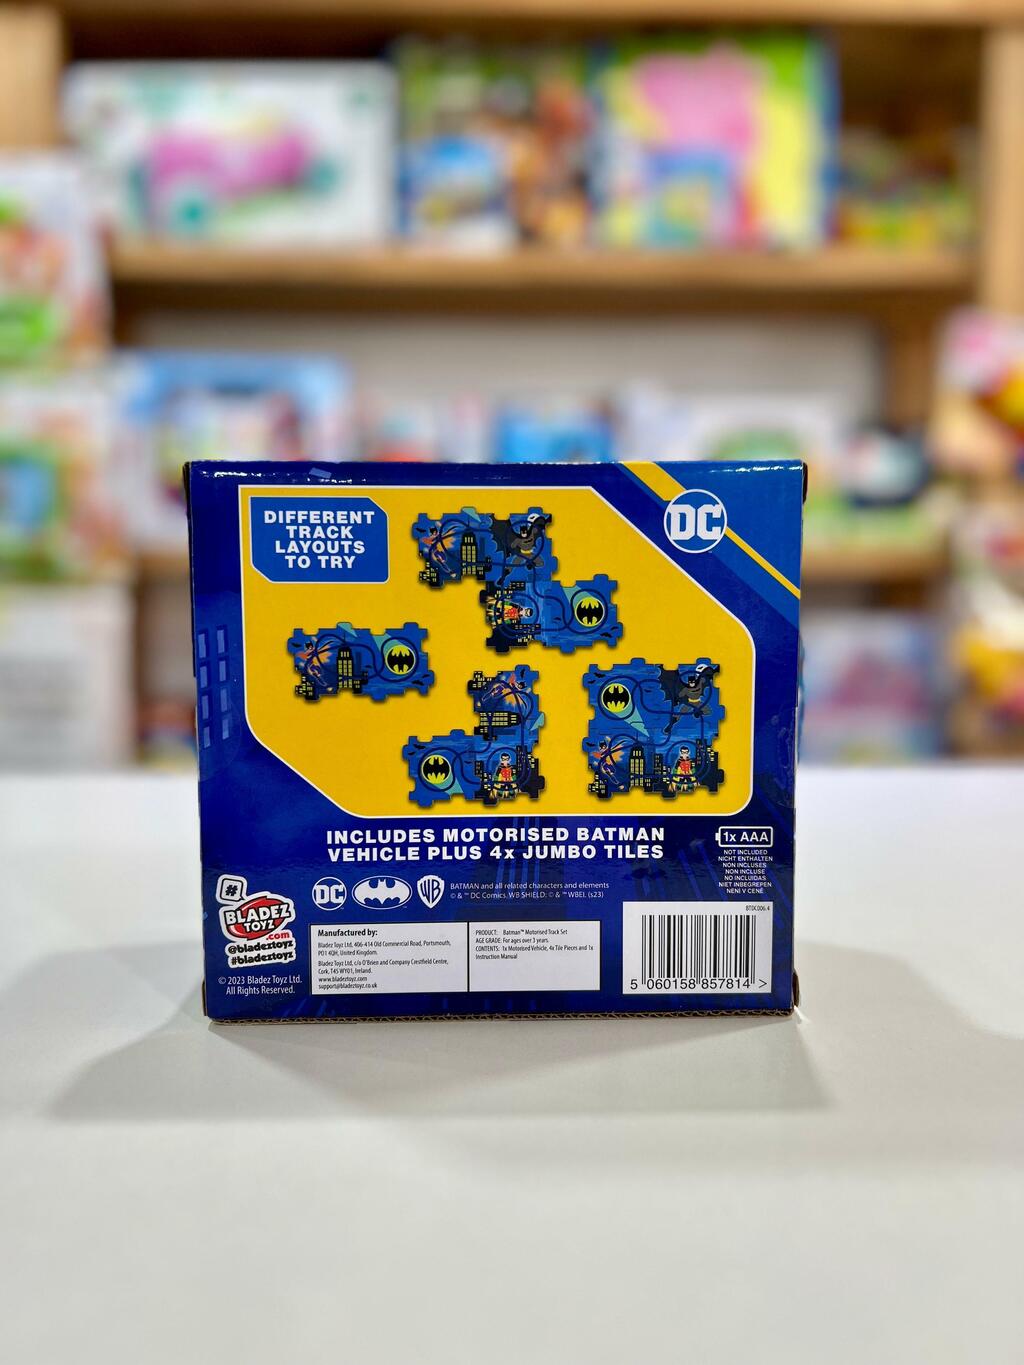 DIFFERENT
TRACK
LAYOUTS
TO TRY
DC
INCLUDES MOTORISED BATMAN
VEHICLE PLUS 4x JUMBO TILES
1x AAA
NOT INCLUDED
NICHT ENTHALTEN
NON INCLUSES
NON INCLUSE
NO INCLUIDAS
NIET INBEGREPEN
NENÍ V CENĚ
DC
WB
BATMAN and all related characters and elements
© & ™ DC Comics. WB SHIELD: © & ™ WBEI. (s23)
#
BLADEZ
TOYZ
.com
@bladeztoyz
#bladeztoyz
© 2023 Bladez Toyz Ltd.
All Rights Reserved.
Manufactured by:
Bladez Toyz Ltd, 406-414 Old Commercial Road, Portsmouth,
PO1 4QH, United Kingdom.
Bladez Toyz Ltd, c/o O'Brien and Company Crestfield Centre,
Cork, T45 WY01, Ireland.
www.bladeztoyz.com
support@bladeztoyz.co.uk
PRODUCT: Batman™ Motorised Track Set
AGE GRADE: For ages over 3 years.
CONTENTS: 1x Motorised Vehicle, 4x Tile Pieces and 1x
Instruction Manual
BTDC006.4
5 060158 857814 >